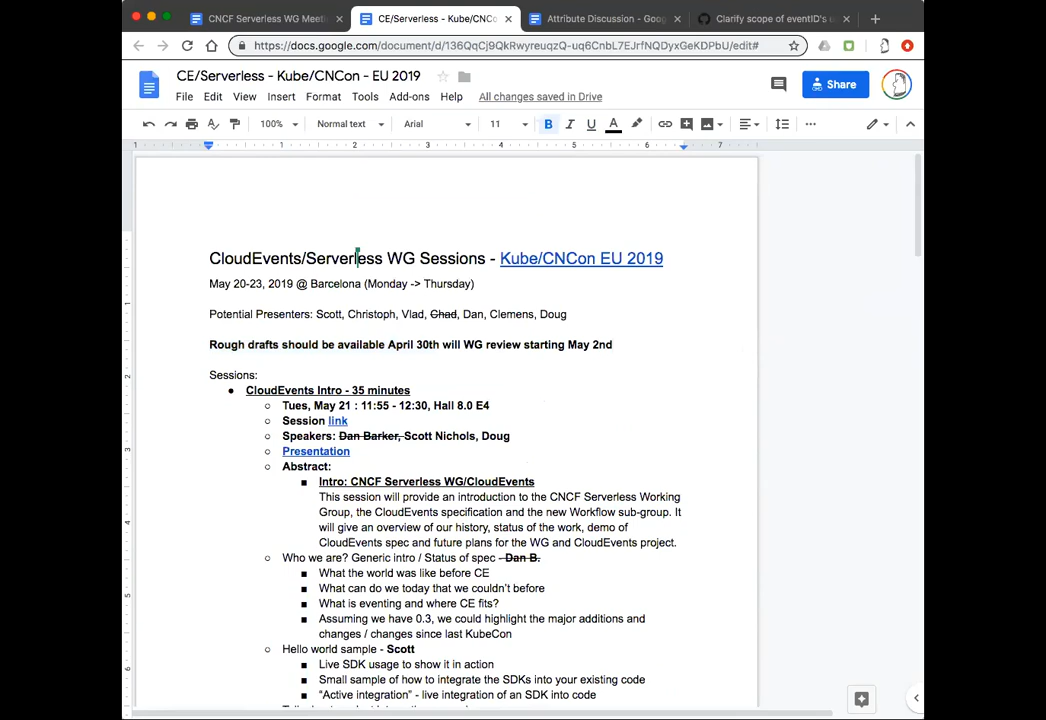 CNCF Serverless WG Meeti
CE/Serverless - Kube/CNCo
Attribute Discussion - Goog
Clarify scope of eventID's u
https://docs.google.com/document/d/136QqCj9QkRwyreuqzQ-uq6CnbL7EJrfNQDyxGeKDPbU/edit#
CE/Serverless - Kube/CNCon - EU 2019
File Edit View Insert Format Tools Add-ons Help All changes saved in Drive
Share
100% Normal text Arial 11 B I U A
1 1 2 3 4 5 6 7
CloudEvents/Serverless WG Sessions - Kube/CNCon EU 2019
May 20-23, 2019 @ Barcelona (Monday -> Thursday)
Potential Presenters: Scott, Christoph, Vlad, Chad, Dan, Clemens, Doug
Rough drafts should be available April 30th will WG review starting May 2nd
Sessions:
● CloudEvents Intro - 35 minutes
○ Tues, May 21 : 11:55 - 12:30, Hall 8.0 E4
○ Session link
○ Speakers: Dan Barker, Scott Nichols, Doug
○ Presentation
○ Abstract:
■ Intro: CNCF Serverless WG/CloudEvents
This session will provide an introduction to the CNCF Serverless Working
Group, the CloudEvents specification and the new Workflow sub-group. It
will give an overview of our history, status of the work, demo of
CloudEvents spec and future plans for the WG and CloudEvents project.
○ Who we are? Generic intro / Status of spec - Dan B.
■ What the world was like before CE
■ What can do we today that we couldn't before
■ What is eventing and where CE fits?
■ Assuming we have 0.3, we could highlight the major additions and
changes / changes since last KubeCon
○ Hello world sample - Scott
■ Live SDK usage to show it in action
■ Small sample of how to integrate the SDKs into your existing code
■ “Active integration” - live integration of an SDK into code